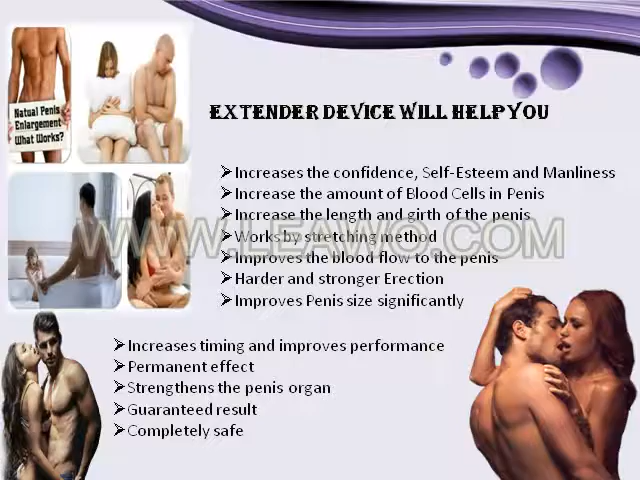 Natual Penis
Enlargement
What Works?
EXTENDER DEVICE WILL HELP YOU
➢Increases the confidence, Self-Esteem and Manliness
➢Increase the amount of Blood Cells in Penis
➢Increase the length and girth of the penis
➢Works by stretching method
➢Improves the blood flow to the penis
➢Harder and stronger Erection
➢Improves Penis size significantly
WWW.LEAWO.COM
➢Increases timing and improves performance
➢Permanent effect
➢Strengthens the penis organ
➢Guaranteed result
➢Completely safe